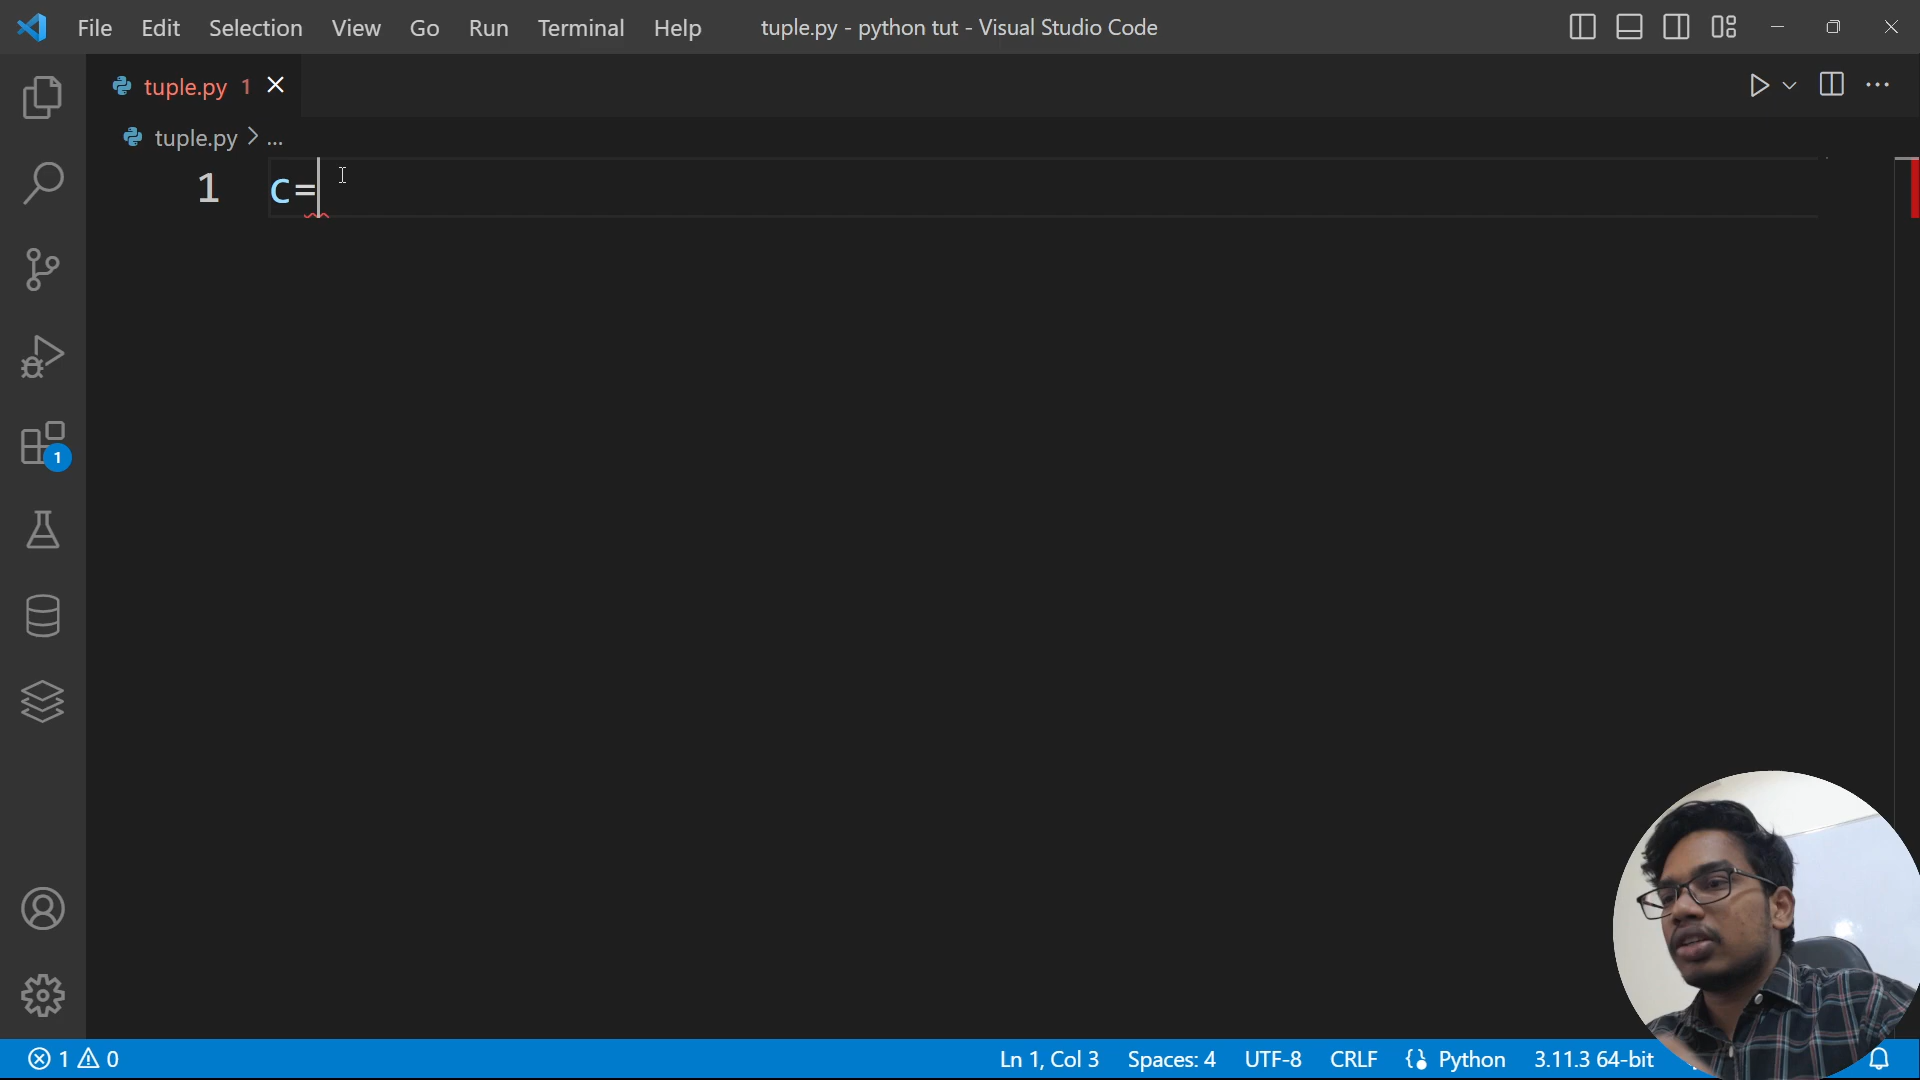 File Edit Selection View Go Run Terminal Help tuple.py - python tut - Visual Studio Code
tuple.py 1
tuple.py > ...
1 c=
1
1 0 Ln 1, Col 3 Spaces: 4 UTF-8 CRLF Python 3.11.3 64-bit